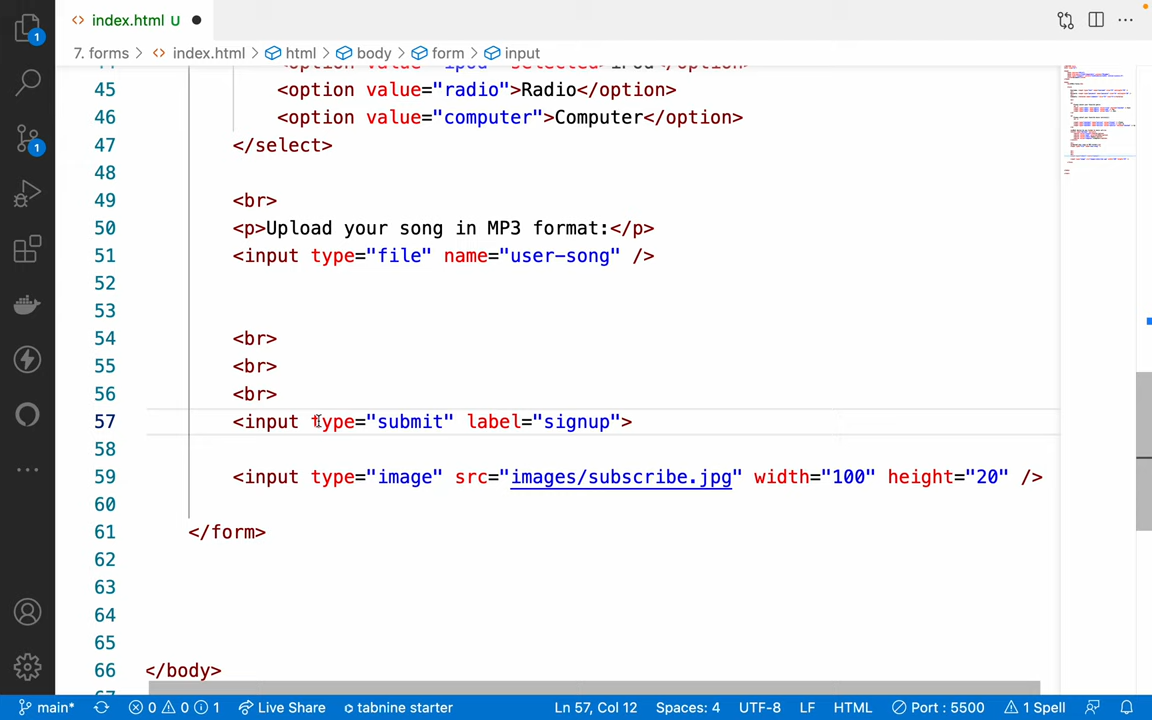 index.html U
7. forms > index.html > html > body > form > input
1
1
45 <option value="radio">Radio</option>
46 <option value="computer">Computer</option>
47 </select>
48
49 <br>
50 <p>Upload your song in MP3 format:</p>
51 <input type="file" name="user-song" />
52
53
54 <br>
55 <br>
56 <br>
57 <input type="submit" label="signup">
58
59 <input type="image" src="images/subscribe.jpg" width="100" height="20" />
60
61 </form>
62
63
64
65
66 </body>
main* 0 0 1 Live Share tabnine starter Ln 57, Col 12 Spaces: 4 UTF-8 LF HTML Port : 5500 1 Spell